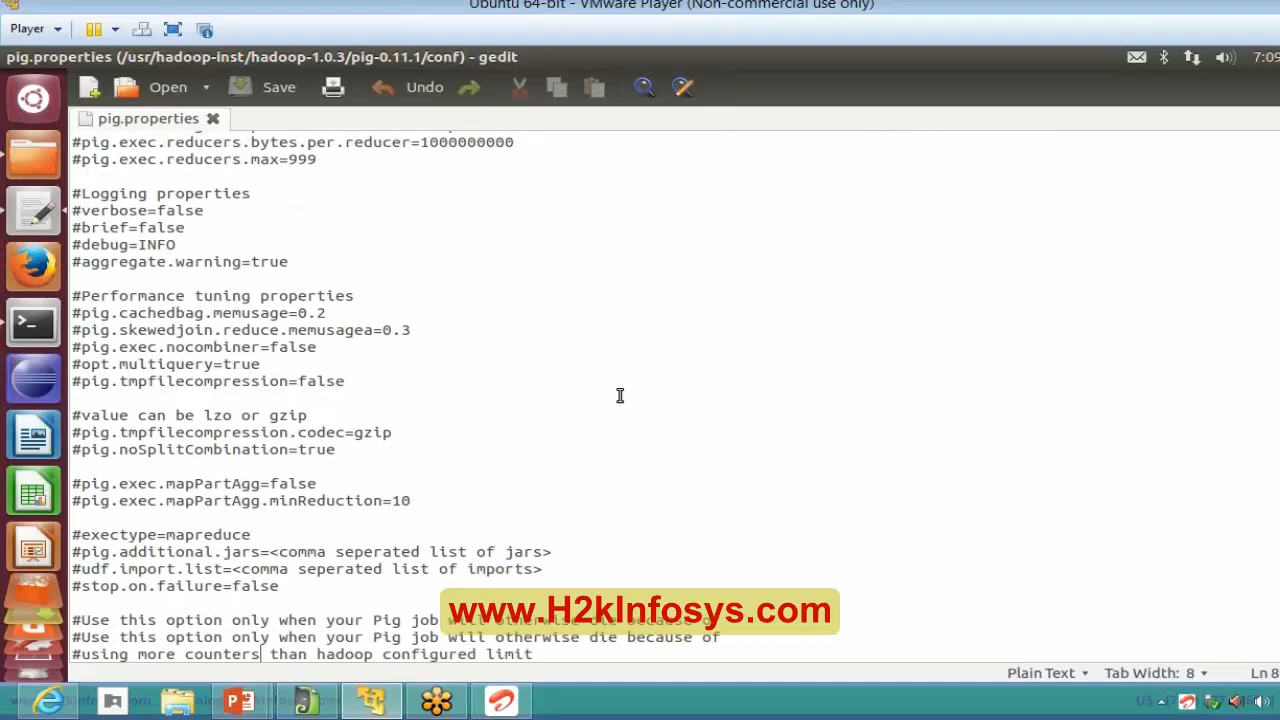 Ubuntu 64-bit - VMware Player (Non-commercial use only)
Player
pig.properties (/usr/hadoop-inst/hadoop-1.0.3/pig-0.11.1/conf) - gedit
7:09
Open
Save
Undo
pig.properties
#pig.exec.reducers.bytes.per.reducer=1000000000
#pig.exec.reducers.max=999
#Logging properties
#verbose=false
#brief=false
#debug=INFO
#aggregate.warning=true
#Performance tuning properties
#pig.cachedbag.memusage=0.2
#pig.skewedjoin.reduce.memusagea=0.3
#pig.exec.nocombiner=false
#opt.multiquery=true
#pig.tmpfilecompression=false
#value can be lzo or gzip
#pig.tmpfilecompression.codec=gzip
#pig.noSplitCombination=true
#pig.exec.mapPartAgg=false
#pig.exec.mapPartAgg.minReduction=10
#exectype=mapreduce
#pig.additional.jars=<comma seperated list of jars>
#udf.import.list=<comma seperated list of imports>
#stop.on.failure=false
#Use this option only when your Pig job will otherwise die because of
www.H2kInfosys.com
#Use this option only when your Pig job will otherwise die because of
#using more counters than hadoop configured limit
Plain Text
Tab Width: 8
Ln 8
US